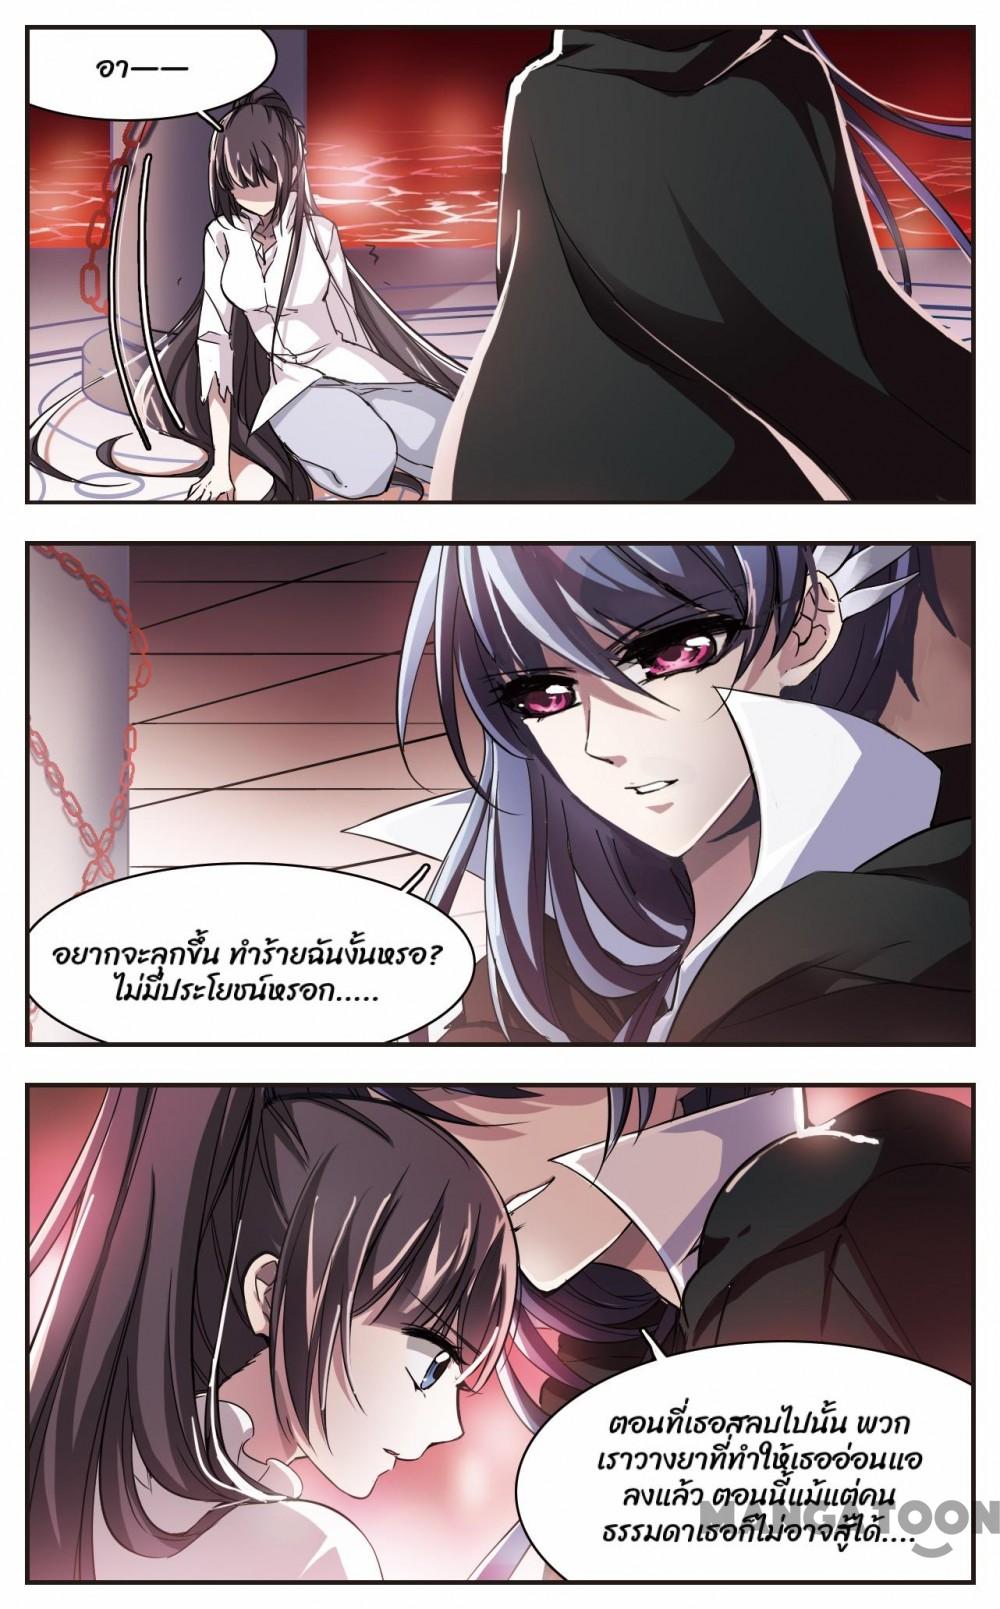 อา——
อยากจะลุกขึ้น ทำร้ายฉันงั้นหรอ?
ไม่มีประโยชน์หรอก.....
ตอนที่เธอสลบไปนั้น พวก
เราวางยาที่ทำให้เธออ่อนแอ
ลงแล้ว ตอนนี้แม้แต่คน
ธรรมดาเธอก็ไม่อาจสู้ได้....
MANGATOON